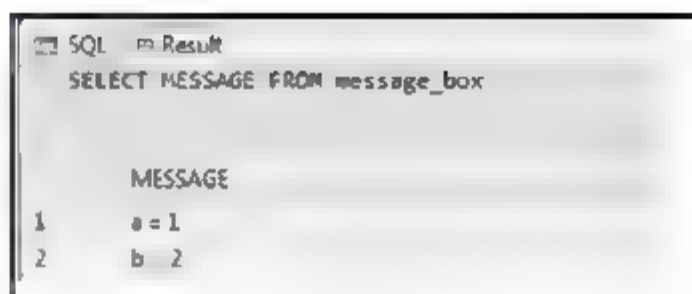 SQL Result
SELECT MESSAGE FROM message_box
MESSAGE
1 a = 1
2 b 2